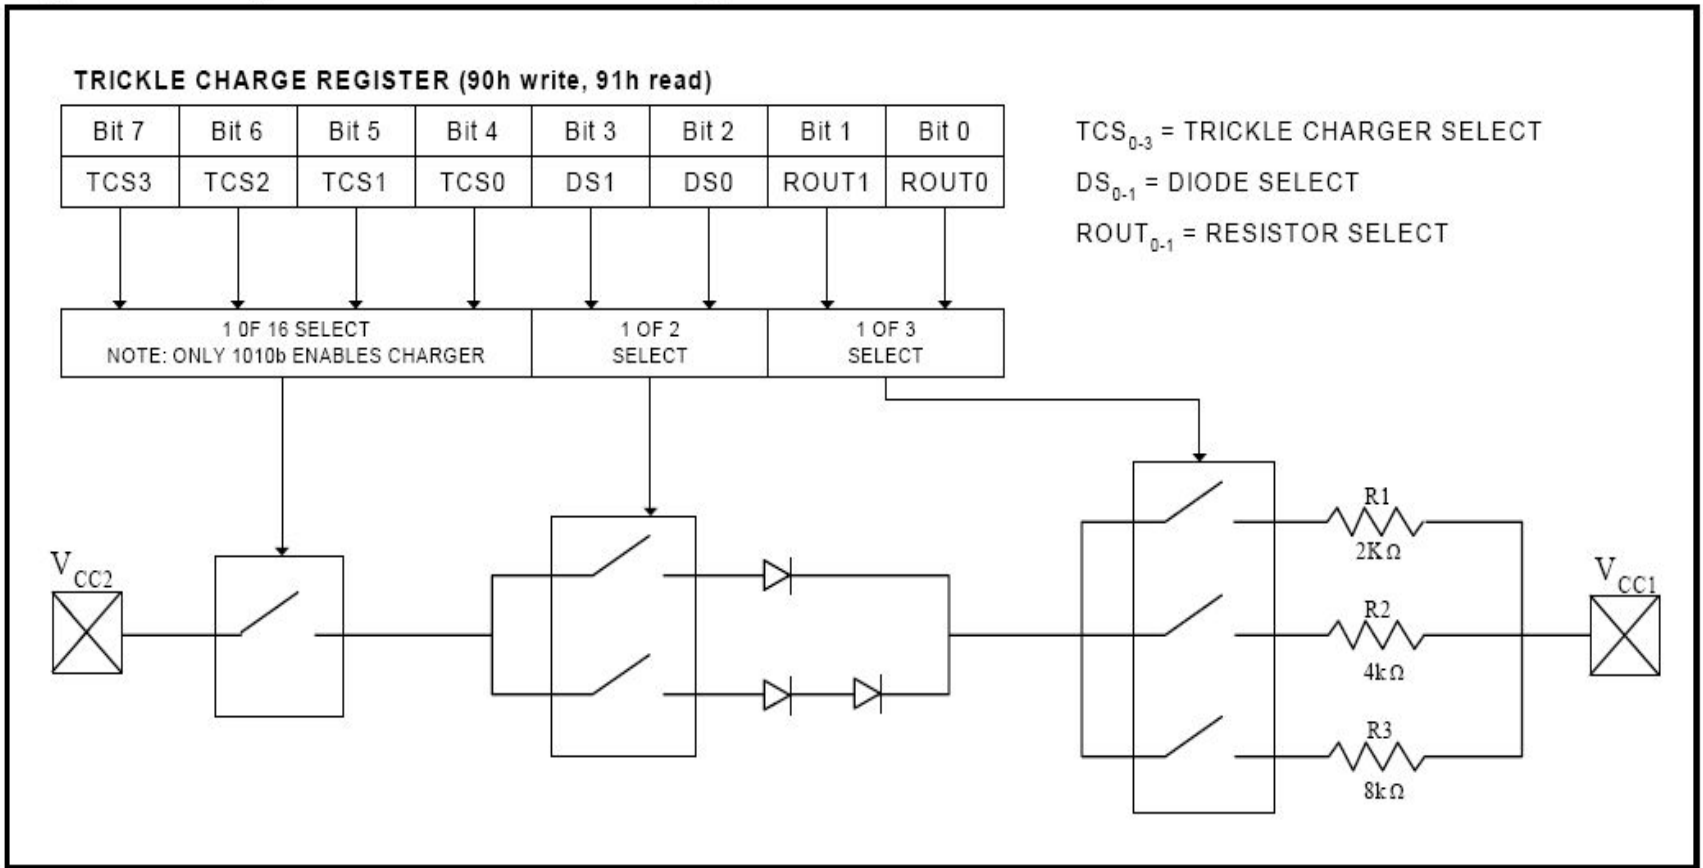 TRICKLE CHARGE REGISTER (90h write, 91h read)
Bit 7 Bit 6 Bit 5 Bit 4 Bit 3 Bit 2 Bit 1 Bit 0
TCS3 TCS2 TCS1 TCS0 DS1 DS0 ROUT1 ROUT0
TCS0-3 = TRICKLE CHARGER SELECT
DS0-1 = DIODE SELECT
ROUT0-1 = RESISTOR SELECT
1 0F 16 SELECT
NOTE: ONLY 1010b ENABLES CHARGER
1 OF 2
SELECT
1 OF 3
SELECT
VCC2
R1
2KΩ
R2
4kΩ
R3
8kΩ
VCC1